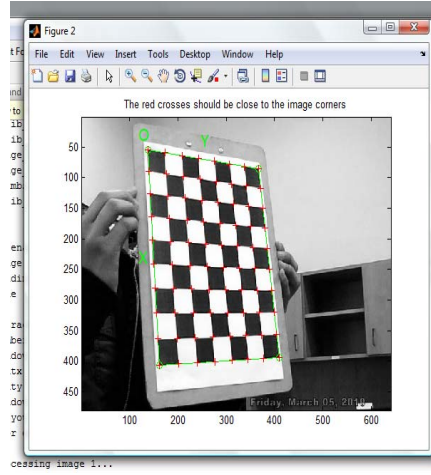 Figure 2
File Edit View Insert Tools Desktop Window Help
The red crosses should be close to the image corners
O
Y
X
50
100
150
200
250
300
350
400
450
100 200 300 400 500 600
Friday, March 05, 2010
cessing image 1...